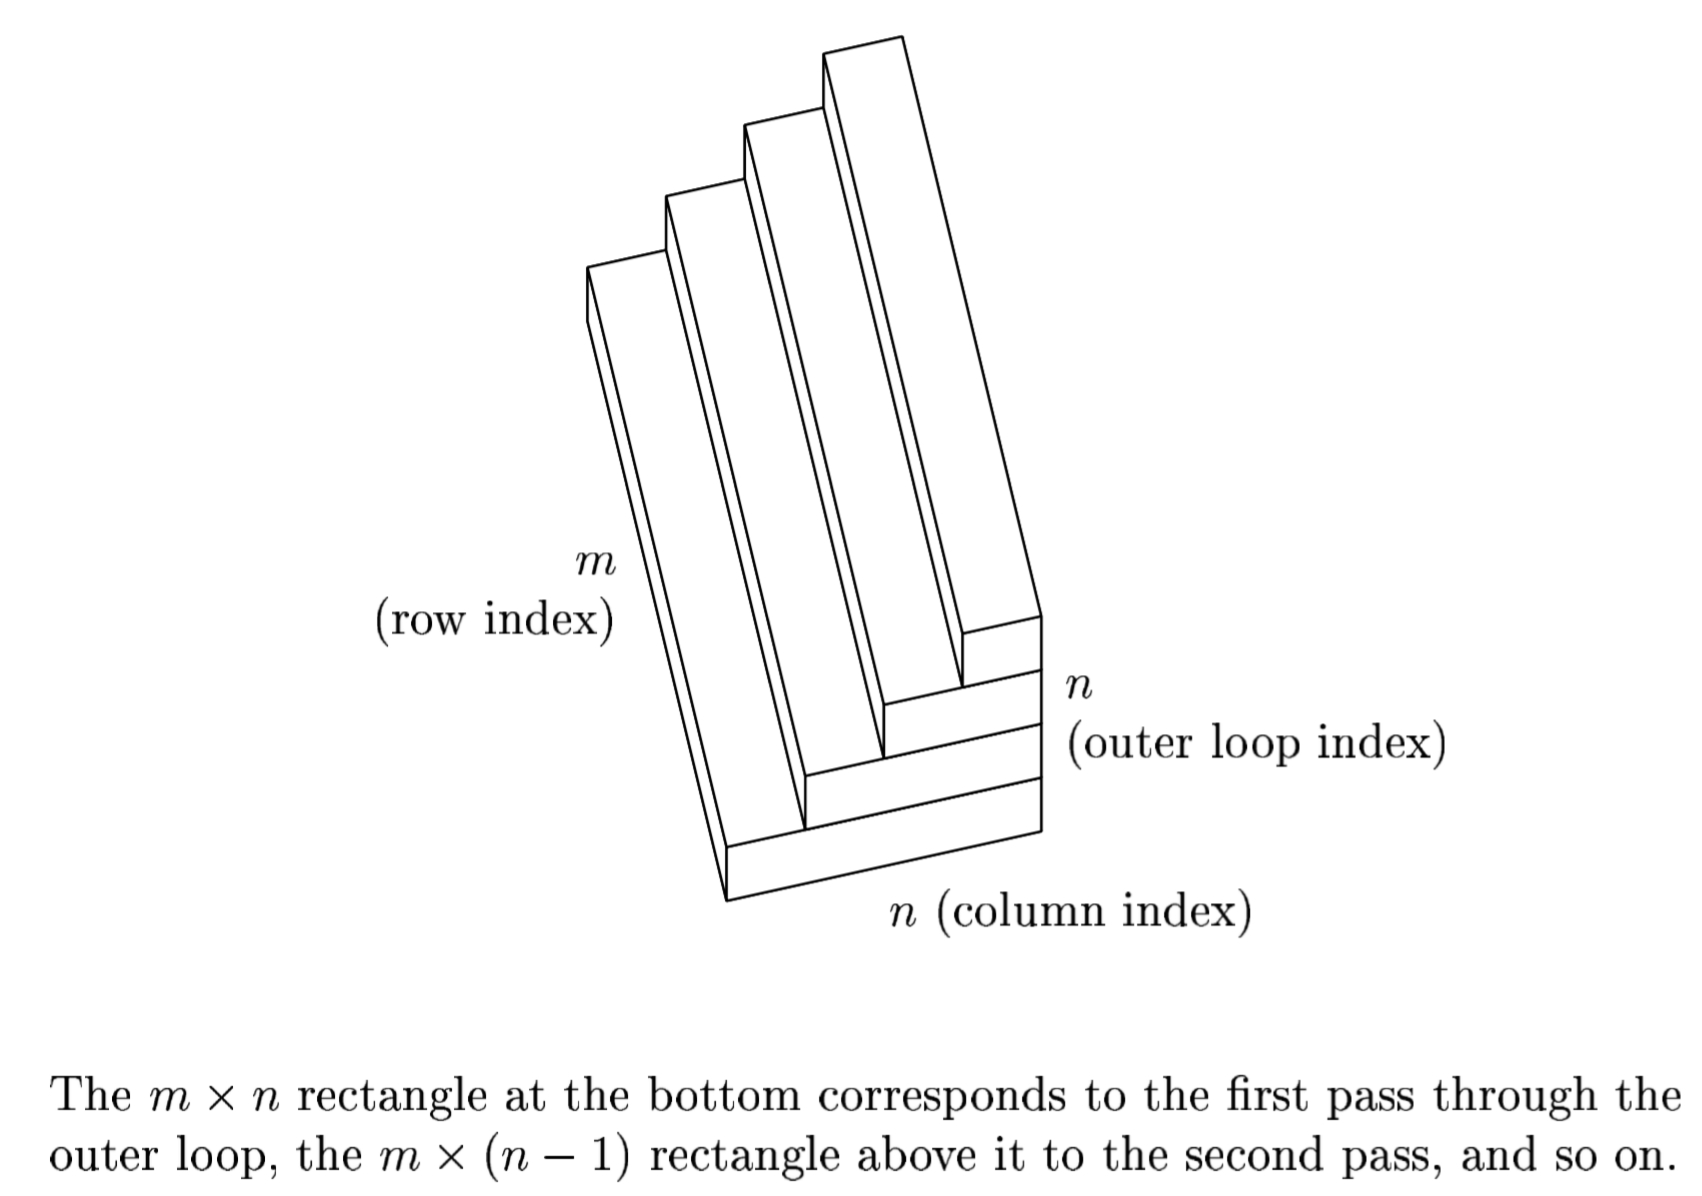 m
(row index)
n
(outer loop index)
n (column index)
The m × n rectangle at the bottom corresponds to the first pass through the
outer loop, the m × (n − 1) rectangle above it to the second pass, and so on.